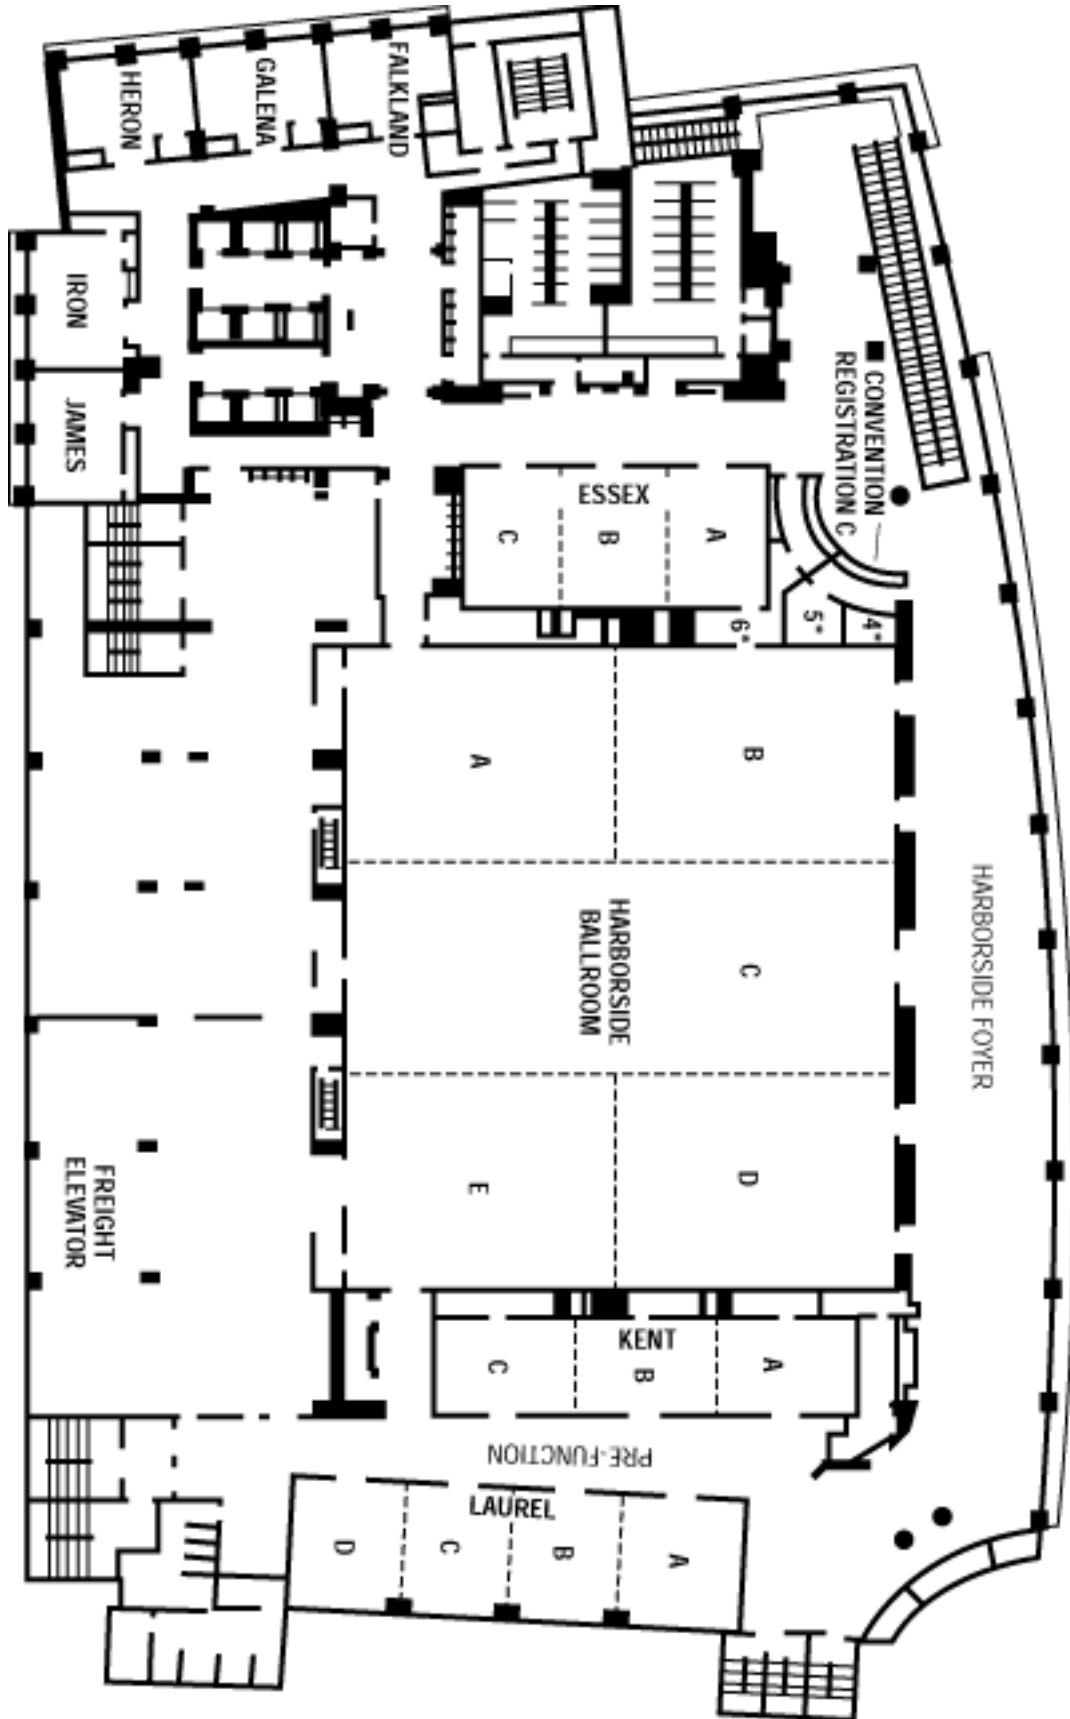 FALKLAND
GALENA
HERON
IRON
JAMES
CONVENTION
REGISTRATION C
ESSEX
C
B
A
6*
5*
4*
A
B
HARBORSIDE
BALLROOM
C
HARBORSIDE FOYER
E
D
FREIGHT
ELEVATOR
KENT
C
B
A
PRE-FUNCTION
LAUREL
D
C
B
A